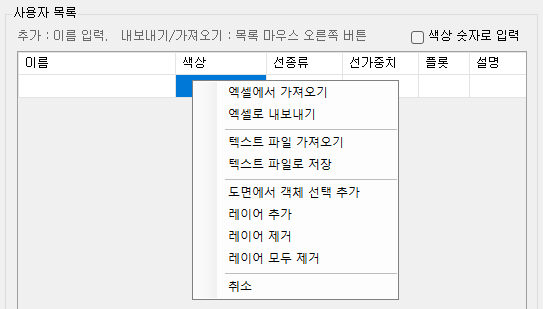 사용자 목록
추가 : 이름 입력,   내보내기/가져오기 : 목록 마우스 오른쪽 버튼   색상 숫자로 입력
이름   색상   선종류   선가중치   플롯   설명
엑셀에서 가져오기
엑셀로 내보내기
텍스트 파일 가져오기
텍스트 파일로 저장
도면에서 객체 선택 추가
레이어 추가
레이어 제거
레이어 모두 제거
취소